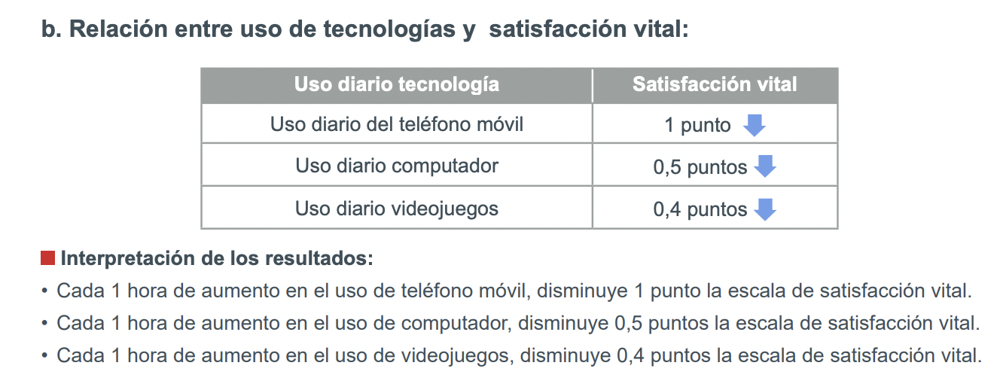 b. Relación entre uso de tecnologías y satisfacción vital:
Uso diario tecnología Satisfacción vital
Uso diario del teléfono móvil 1 punto
Uso diario computador 0,5 puntos
Uso diario videojuegos 0,4 puntos
Interpretación de los resultados:
• Cada 1 hora de aumento en el uso de teléfono móvil, disminuye 1 punto la escala de satisfacción vital.
• Cada 1 hora de aumento en el uso de computador, disminuye 0,5 puntos la escala de satisfacción vital.
• Cada 1 hora de aumento en el uso de videojuegos, disminuye 0,4 puntos la escala de satisfacción vital.